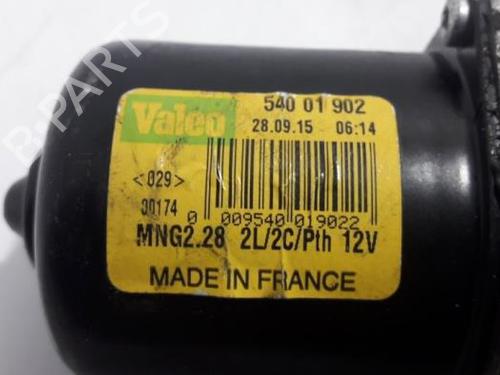 Valeo
540 01 902
28.09.15 06:14
<029>
00174
0 009540 019022
MNG2.28 2L/2C/Pth 12V
MADE IN FRANCE
B-PARTS